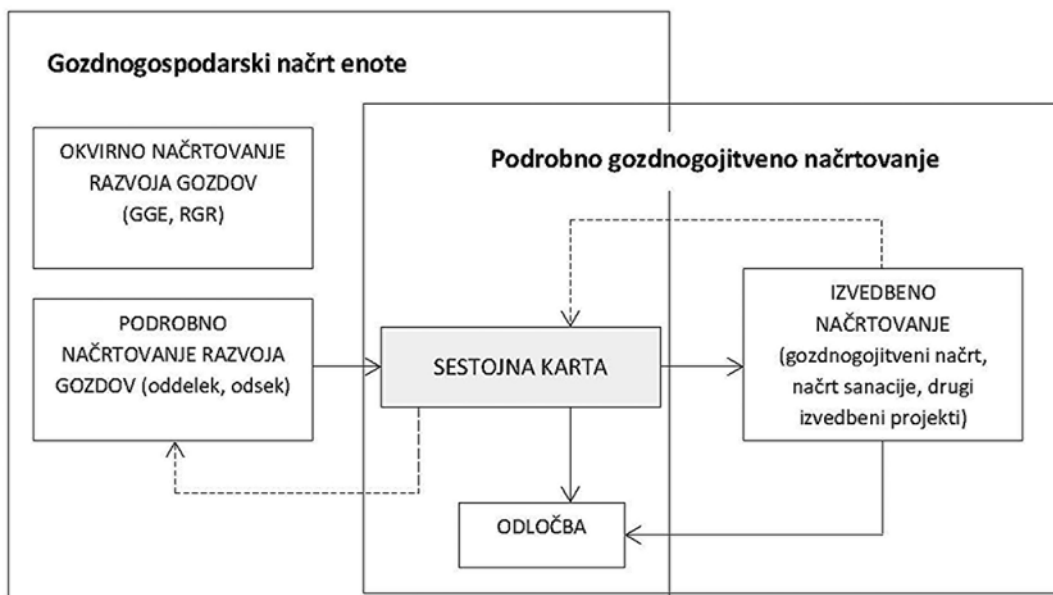 Gozdnogospodarski načrt enote
OKVIRNO NAČRTOVANJE
RAZVOJA GOZDOV
(GGE, RGR)
Podrobno gozdnogojitveno načrtovanje
PODROBNO
NAČRTOVANJE RAZVOJA
GOZDOV (oddelek, odsek)
SESTOJNA KARTA
IZVEDBENO
NAČRTOVANJE
(gozdnogojitveni načrt,
načrt sanacije, drugi
izvedbeni projekti)
ODLOČBA